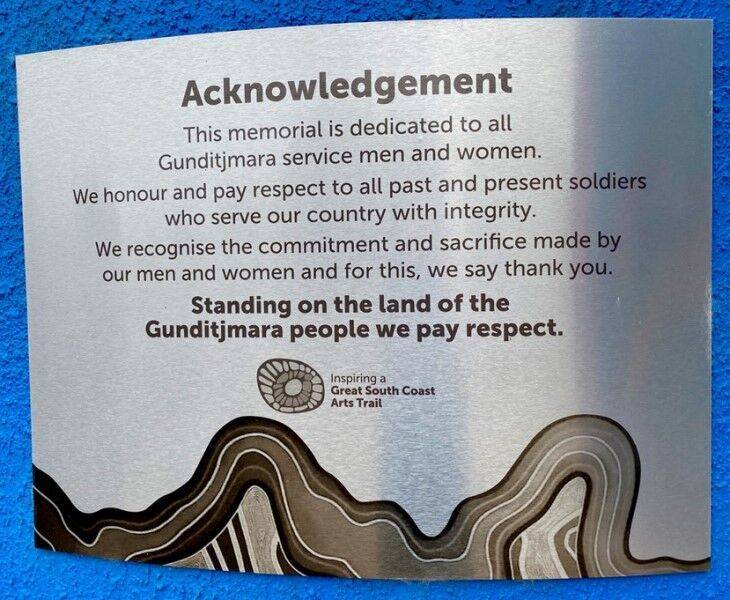 Acknowledgement
This memorial is dedicated to all
Gunditjmara service men and women.
We honour and pay respect to all past and present soldiers
who serve our country with integrity.
We recognise the commitment and sacrifice made by
our men and women and for this, we say thank you.
Standing on the land of the
Gunditjmara people we pay respect.
Inspiring a
Great South Coast
Arts Trail